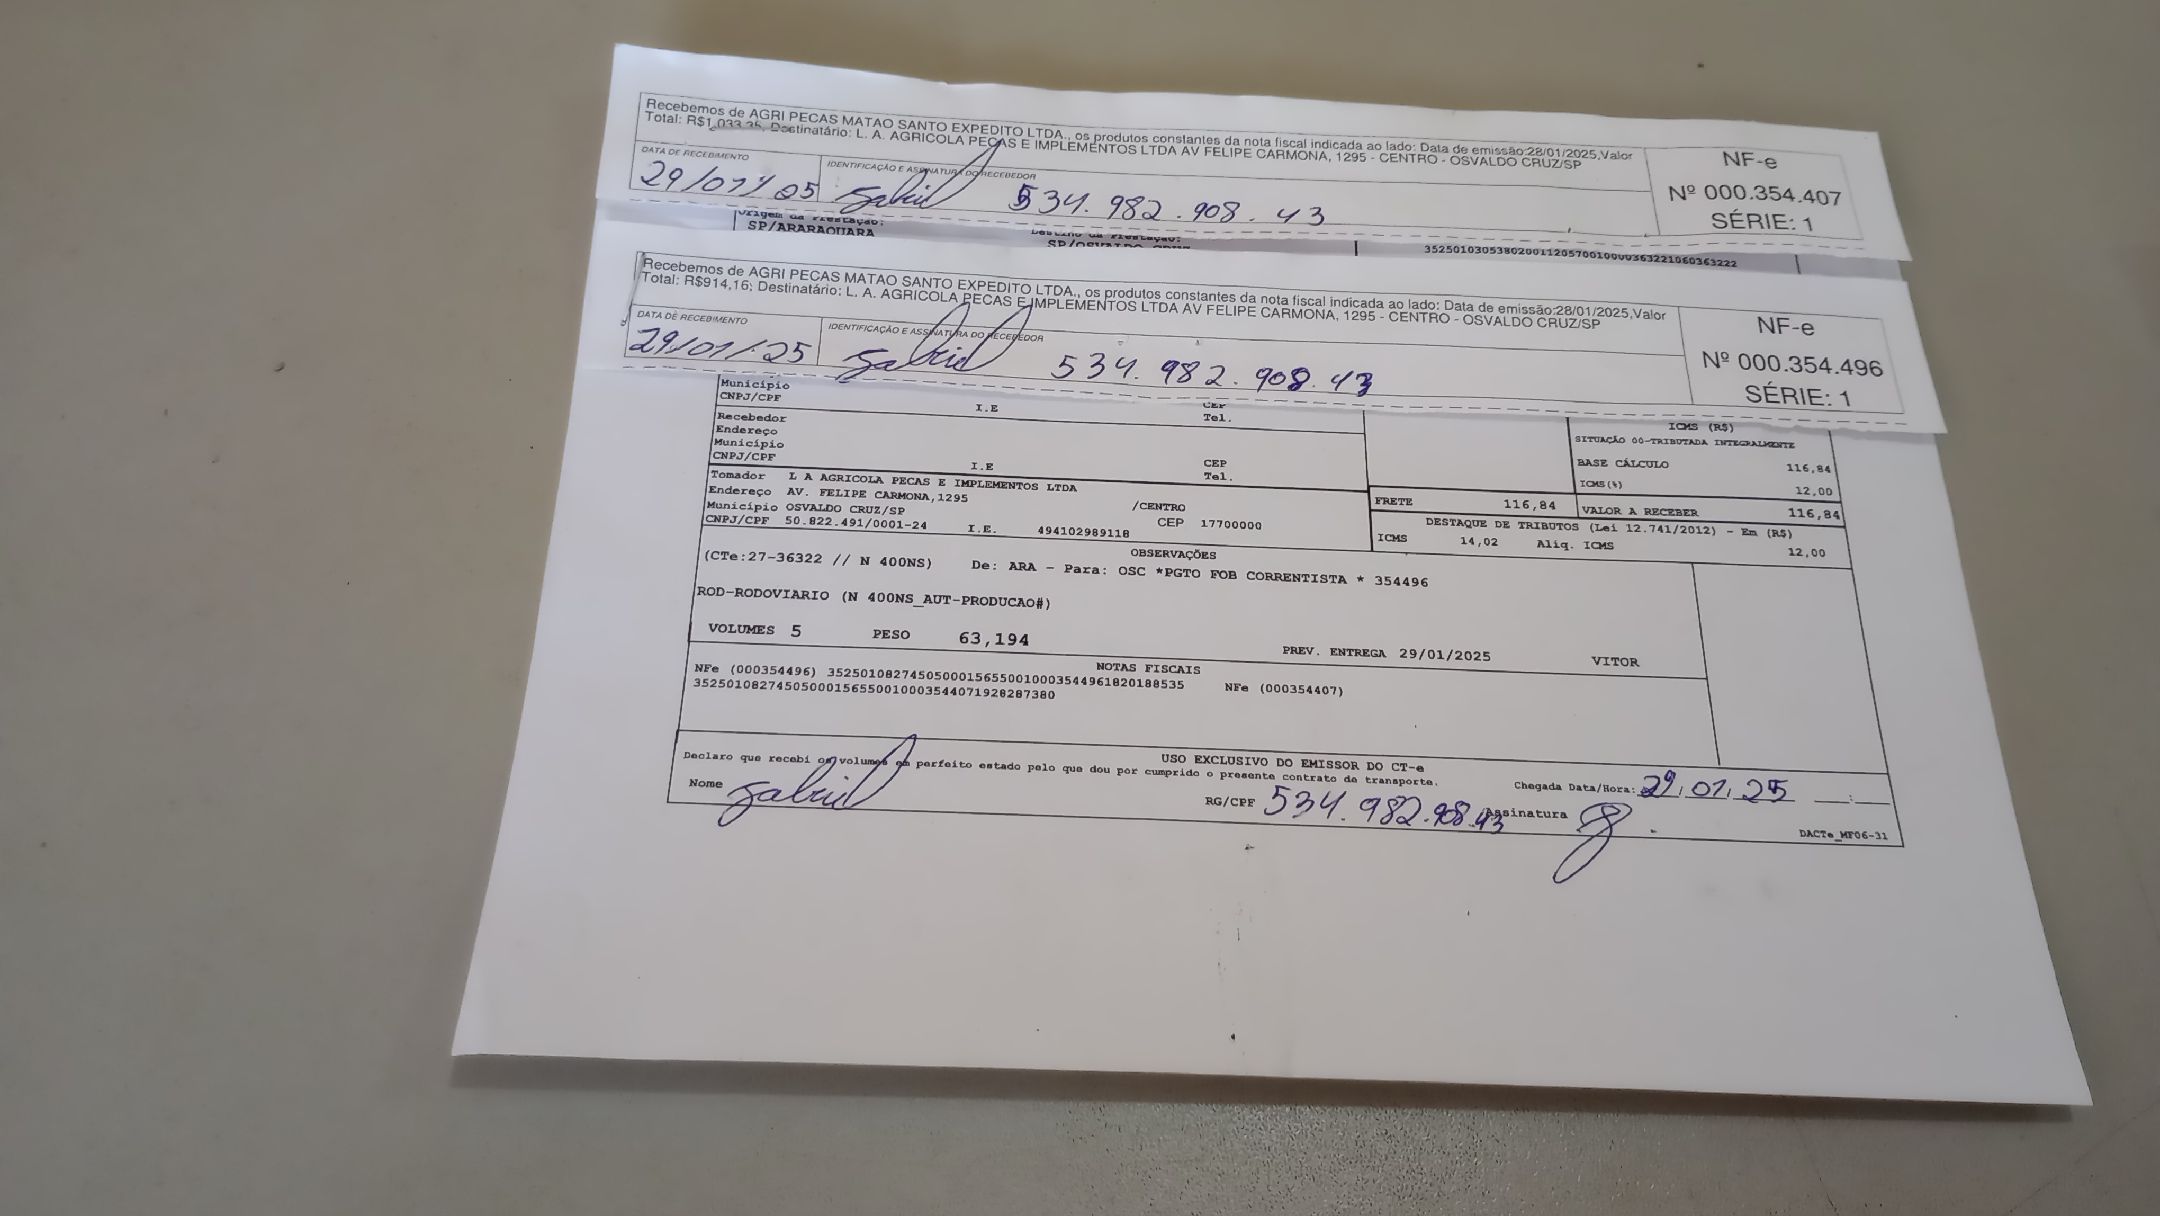 Recebemos de AGRI PECAS MATAO SANTO EXPEDITO LTDA., os produtos constantes da nota fiscal indicada ao lado: Data de emissão:28/01/2025,Valor
Total: R$1.033,35, Destinatário: L. A. AGRICOLA PEÇAS E IMPLEMENTOS LTDA AV FELIPE CARMONA, 1295 - CENTRO - OSVALDO CRUZ/SP
DATA DE RECEBIMENTO
IDENTIFICAÇÃO E ASSINATURA DO RECEBEDOR
29/01/ 25 Gabriel 534.982.908.43
NF-e
Nº 000.354.407
SÉRIE: 1
Origem da Prestação:
SP/ARARAQUARA
Destino da Prestação:
SP/OSVALDO CRUZ
35250103053802001120570010000363221060363222
Recebemos de AGRI PECAS MATAO SANTO EXPEDITO LTDA., os produtos constantes da nota fiscal indicada ao lado: Data de emissão:28/01/2025,Valor
Total: R$914,16; Destinatário: L. A. AGRICOLA PEÇAS E IMPLEMENTOS LTDA AV FELIPE CARMONA, 1295 - CENTRO - OSVALDO CRUZ/SP
DATA DE RECEBIMENTO
IDENTIFICAÇÃO E ASSINATURA DO RECEBEDOR
29/01/25 Gabriel 534.982.908.43
NF-e
Nº 000.354.496
SÉRIE: 1
Município
CNPJ/CPF I.E CEP
Recebedor Tel.
Endereço
Município
CNPJ/CPF I.E CEP
Tel.
ICMS (R$)
SITUAÇÃO 00-TRIBUTADA INTEGRALMENTE
BASE CÁLCULO 116,84
ICMS(%) 12,00
Tomador L A AGRICOLA PECAS E IMPLEMENTOS LTDA
Endereço AV. FELIPE CARMONA,1295 /CENTRO
Município OSVALDO CRUZ/SP CEP 17700000
CNPJ/CPF 50.822.491/0001-24 I.E. 494102989118
FRETE 116,84 VALOR A RECEBER 116,84
DESTAQUE DE TRIBUTOS (Lei 12.741/2012) - Em (R$)
ICMS 14,02 Aliq. ICMS 12,00
OBSERVAÇÕES
(CTe:27-36322 // N 400NS) De: ARA - Para: OSC *PGTO FOB CORRENTISTA * 354496
ROD-RODOVIARIO (N 400NS_AUT-PRODUCAO#)
VOLUMES 5 PESO 63,194
PREV. ENTREGA 29/01/2025 VITOR
NOTAS FISCAIS
NFe (000354496) 35250108274505000156550010003544961820188535 NFe (000354407)
35250108274505000156550010003544071928287380
USO EXCLUSIVO DO EMISSOR DO CT-e
Declaro que recebi os volumes em perfeito estado pelo que dou por cumprido o presente contrato de transporte.
Chegada Data/Hora: 29/01/25 __:__
Nome Gabriel RG/CPF 534.982.908.43 Assinatura
DACTe_MF06-31